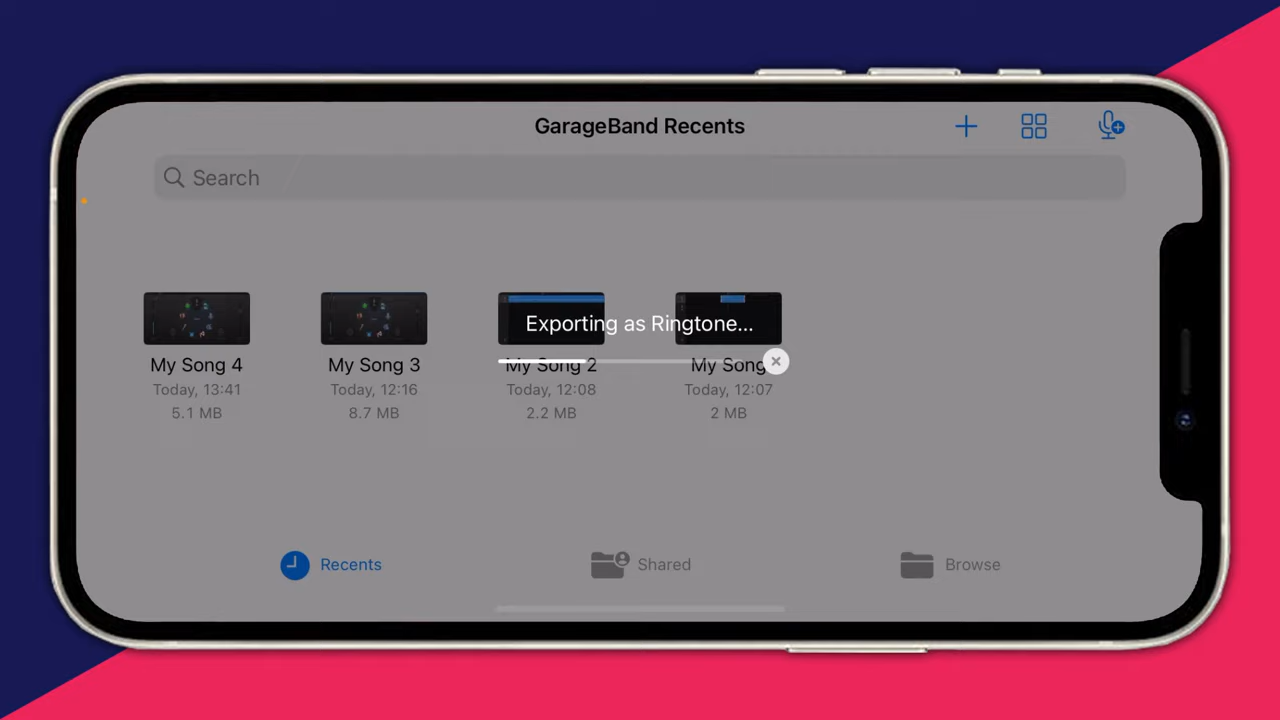 GarageBand Recents
Search
Exporting as Ringtone...
My Song 4
My Song 3
My Song 2
My Song
Today, 13:41
Today, 12:16
Today, 12:08
Today, 12:07
5.1 MB
8.7 MB
2.2 MB
2 MB
Recents
Shared
Browse